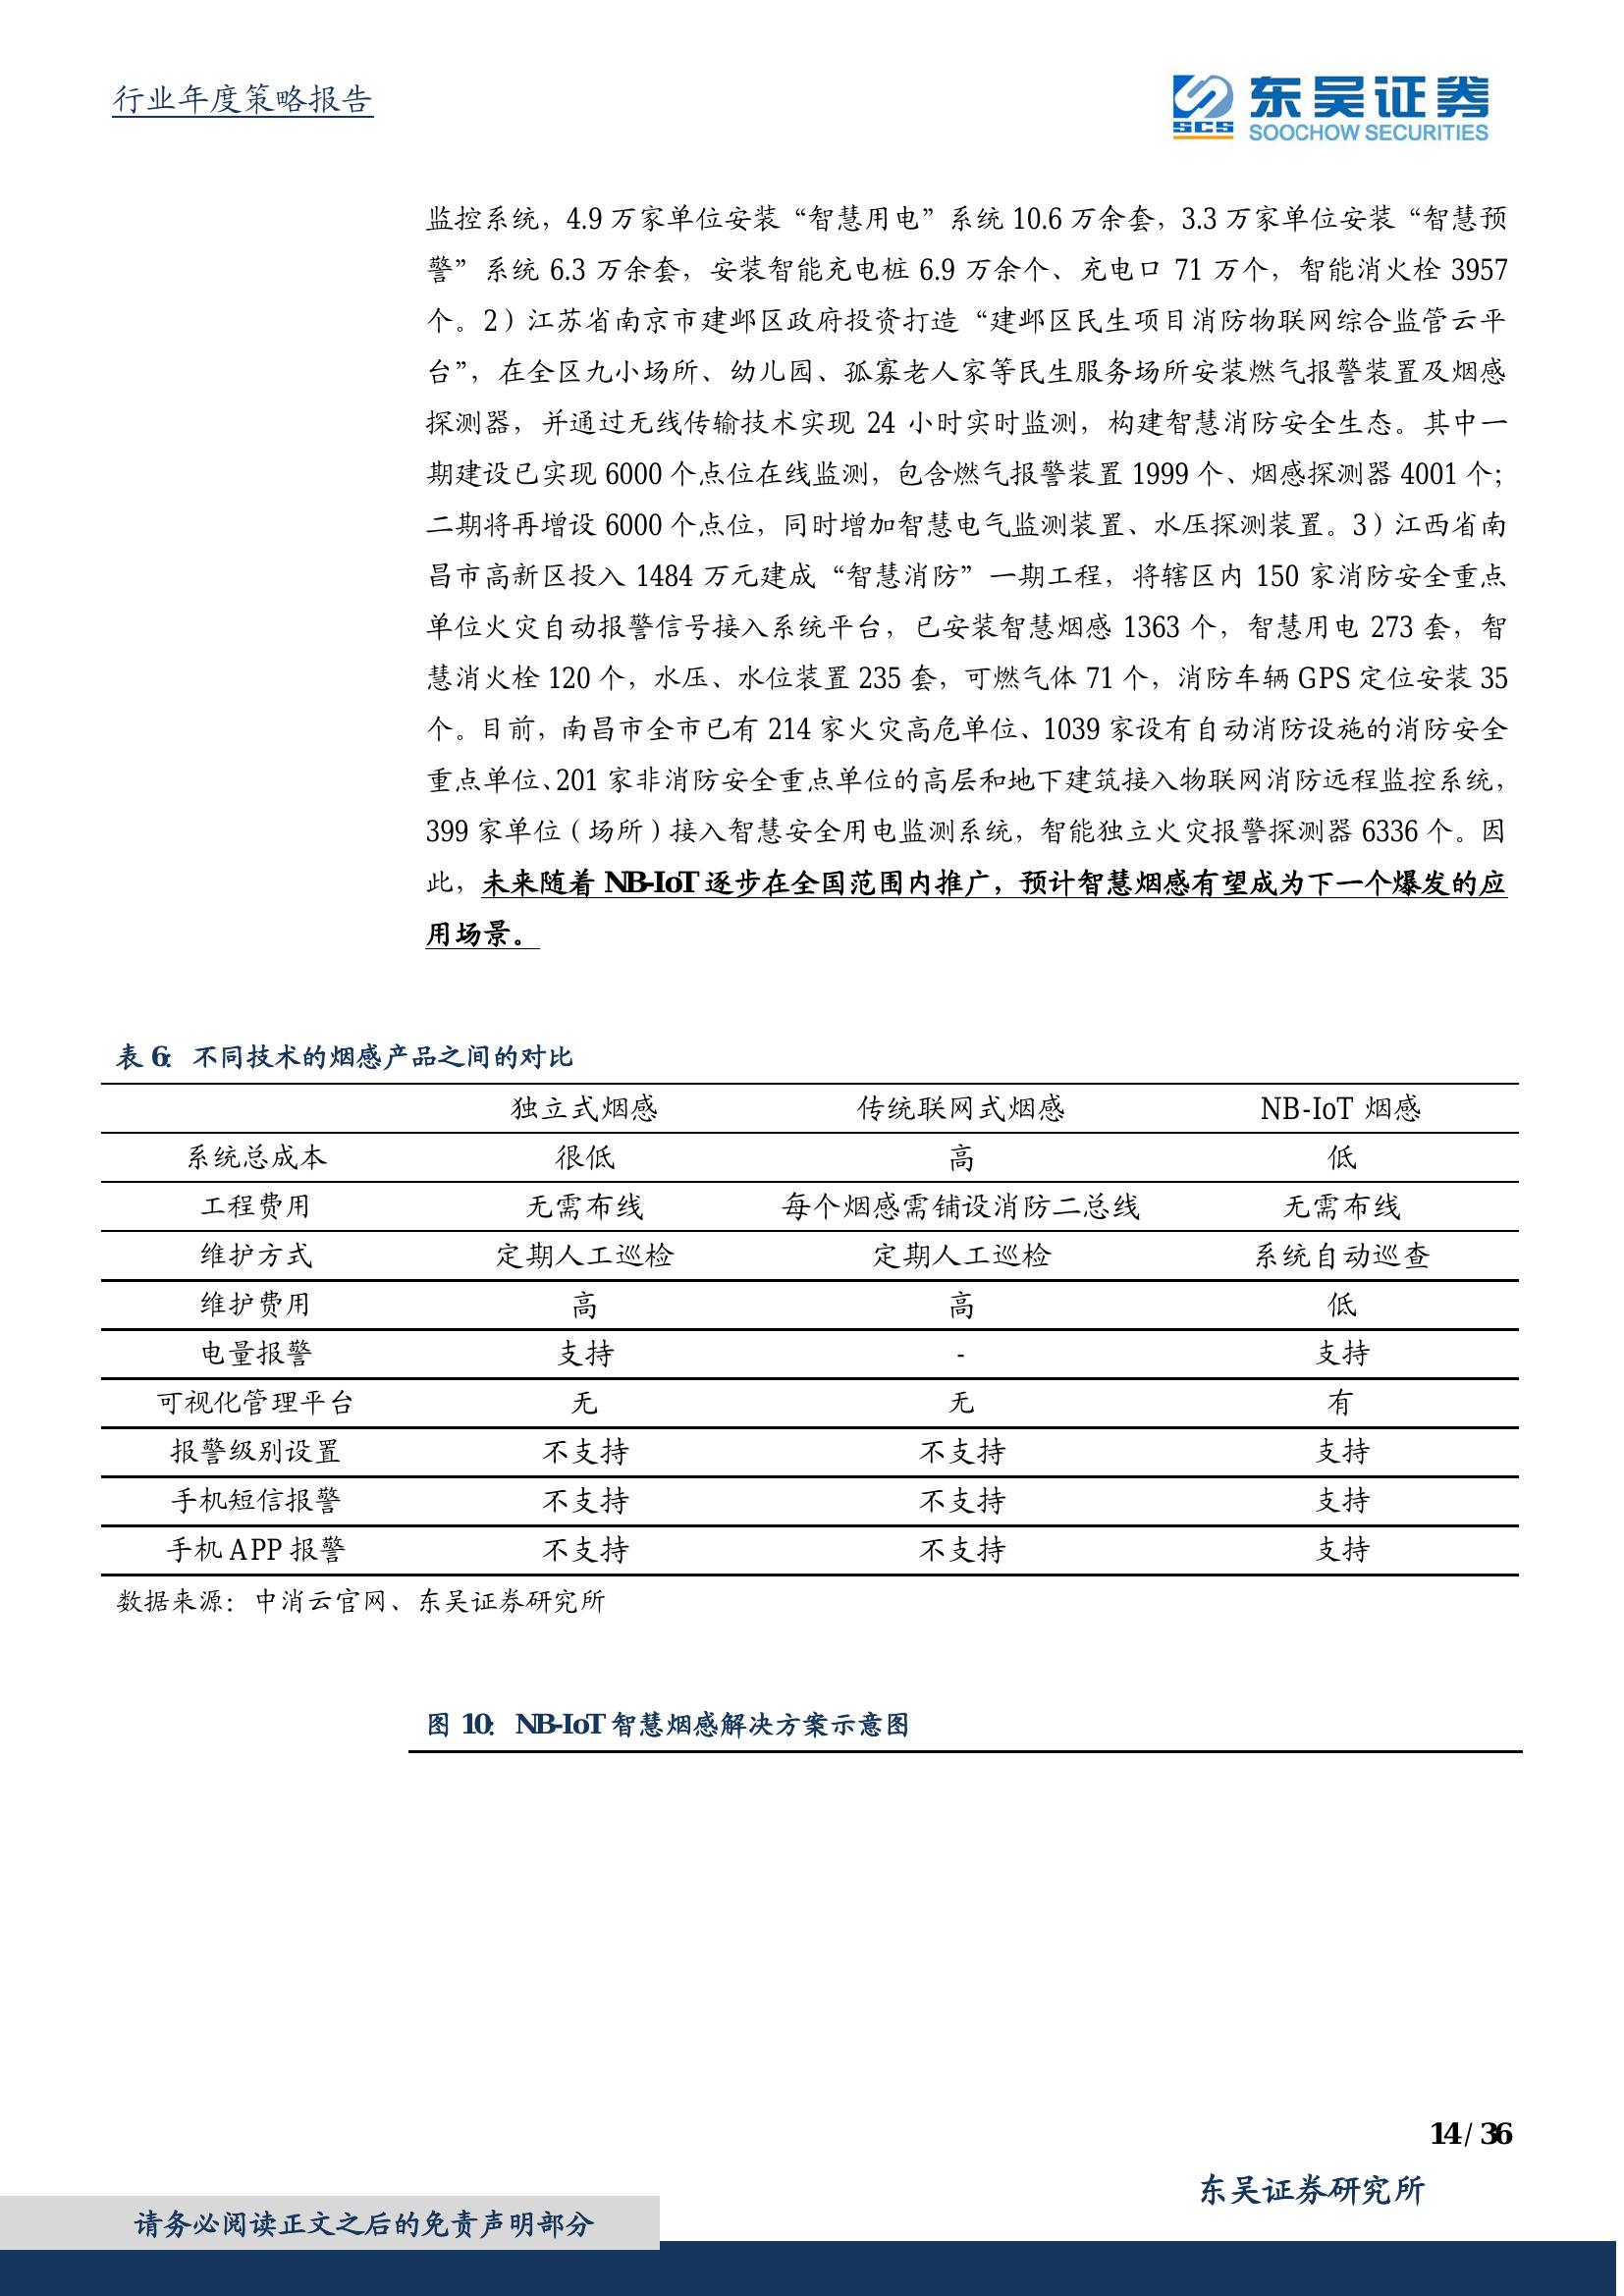 行业年度策略报告
SCS
东吴证券
SOOCHOW SECURITIES
监控系统，4.9 万家单位安装“智慧用电”系统 10.6 万余套，3.3 万家单位安装“智慧预
警”系统 6.3 万余套，安装智能充电桩 6.9 万余个、充电口 71 万个，智能消火栓 3957
个。2）江苏省南京市建邺区政府投资打造“建邺区民生项目消防物联网综合监管云平
台”，在全区九小场所、幼儿园、孤寡老人家等民生服务场所安装燃气报警装置及烟感
探测器，并通过无线传输技术实现 24 小时实时监测，构建智慧消防安全生态。其中一
期建设已实现 6000 个点位在线监测，包含燃气报警装置 1999 个、烟感探测器 4001 个；
二期将再增设 6000 个点位，同时增加智慧电气监测装置、水压探测装置。3）江西省南
昌市高新区投入 1484 万元建成“智慧消防”一期工程，将辖区内 150 家消防安全重点
单位火灾自动报警信号接入系统平台，已安装智慧烟感 1363 个，智慧用电 273 套，智
慧消火栓 120 个，水压、水位装置 235 套，可燃气体 71 个，消防车辆 GPS 定位安装 35
个。目前，南昌市全市已有 214 家火灾高危单位、1039 家设有自动消防设施的消防安全
重点单位、201 家非消防安全重点单位的高层和地下建筑接入物联网消防远程监控系统，
399 家单位（场所）接入智慧安全用电监测系统，智能独立火灾报警探测器 6336 个。因
此，未来随着 NB-IoT 逐步在全国范围内推广，预计智慧烟感有望成为下一个爆发的应
用场景。
表 6：不同技术的烟感产品之间的对比
独立式烟感 传统联网式烟感 NB-IoT 烟感
系统总成本 很低 高 低
工程费用 无需布线 每个烟感需铺设消防二总线 无需布线
维护方式 定期人工巡检 定期人工巡检 系统自动巡查
维护费用 高 高 低
电量报警 支持 - 支持
可视化管理平台 无 无 有
报警级别设置 不支持 不支持 支持
手机短信报警 不支持 不支持 支持
手机 APP 报警 不支持 不支持 支持
数据来源：中消云官网、东吴证券研究所
图 10：NB-IoT 智慧烟感解决方案示意图
14 / 36
东吴证券研究所
请务必阅读正文之后的免责声明部分